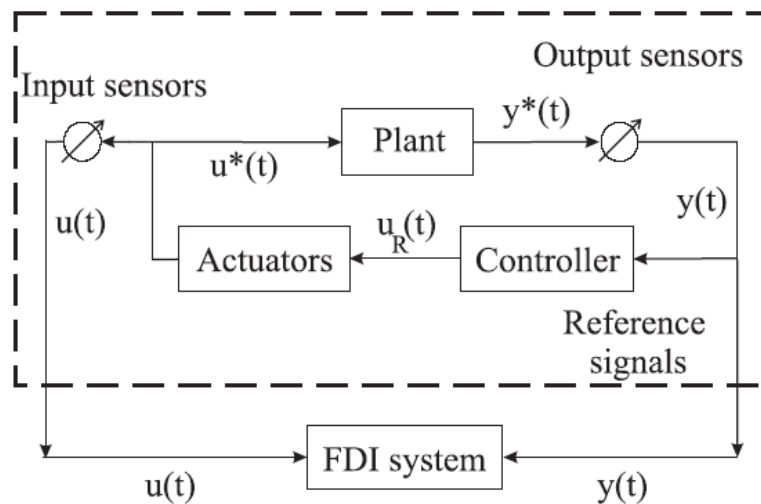 Output sensors
Input sensors
y*(t)
Plant
u*(t)
u(t)
y(t)
u_R(t)
Actuators
Controller
Reference
signals
FDI system
u(t)
y(t)